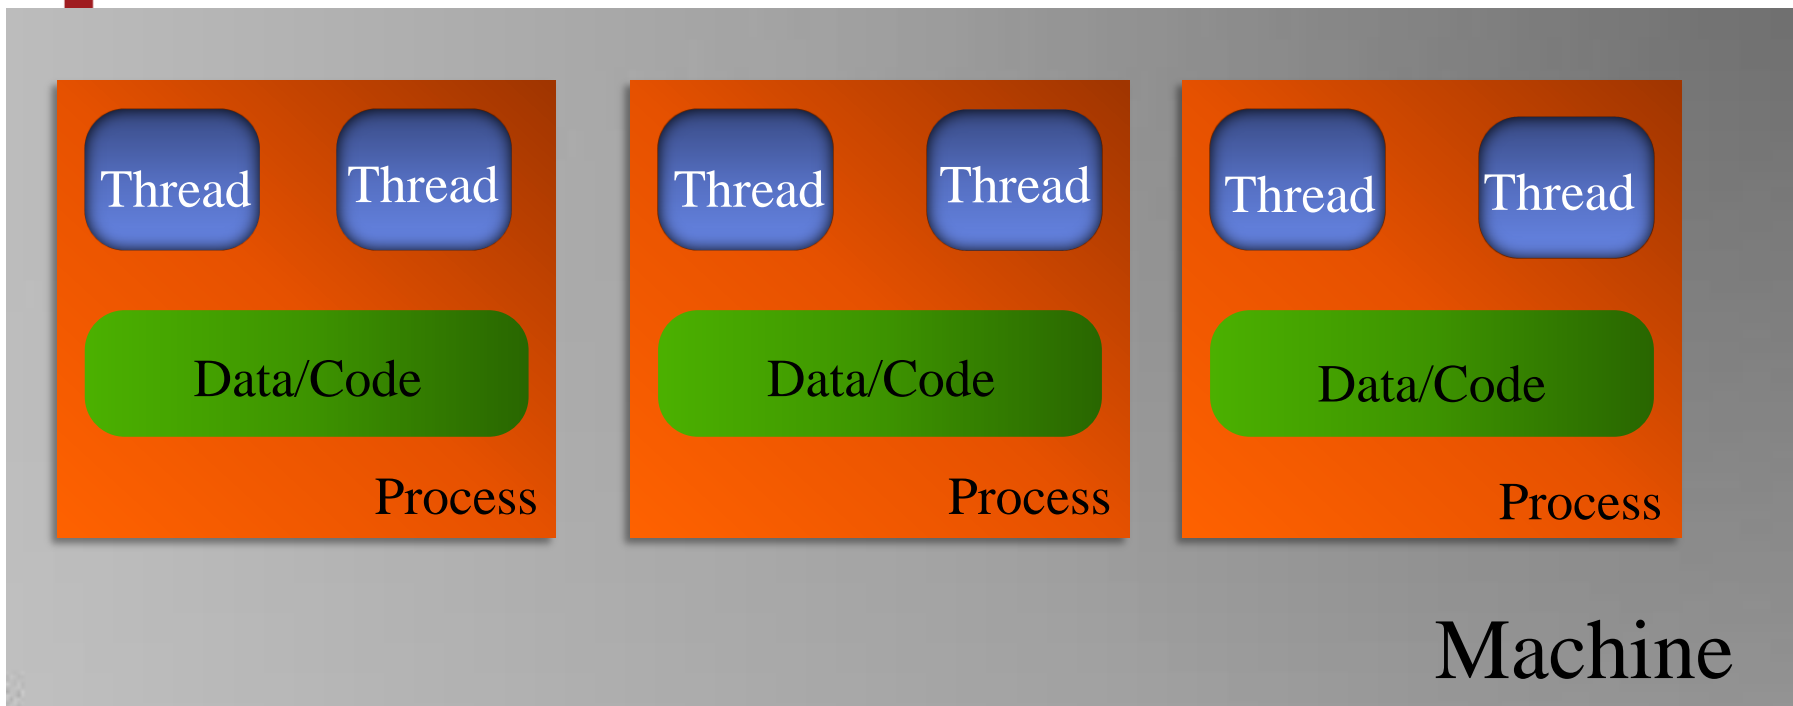 Thread Thread
Data/Code
Process
Thread Thread
Data/Code
Process
Thread Thread
Data/Code
Process
Machine